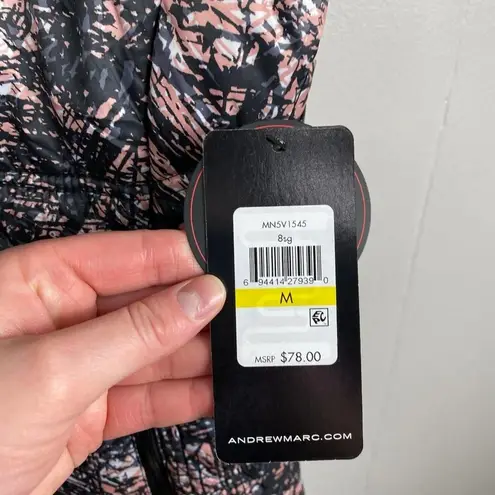 MN5V1545
8sg
6 94414 27939 0
M
MSRP $78.00
ANDREWMARC.COM